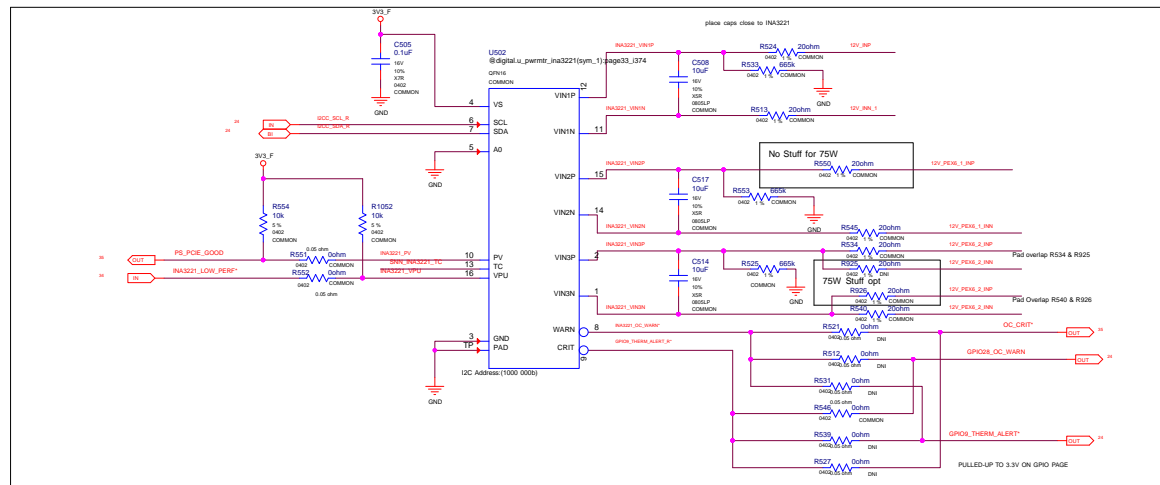 3V3_F
place caps close to INA3221
C505
0.1uF
16V
10%
X7R
0402
COMMON
GND
U502
@digital.u_pwrmtr_ina3221(sym_1):page33_i374
QFN16
COMMON
INA3221_VIN1P
R524 20ohm
0402 1 % COMMON
12V_INP
R533 665k
0402 1 % COMMON
GND
C508
10uF
16V
10%
X5R
0805LP
COMMON
INA3221_VIN1N
R513 20ohm
0402 1 % COMMON
12V_INN_1
4 VS
VIN1P 12
24 IN I2CC_SCL_R 6 SCL
24 BI I2CC_SDA_R 7 SDA
VIN1N 11
5 A0
GND
No Stuff for 75W
INA3221_VIN2P
R550 20ohm
0402 1 % COMMON
12V_PEX6_1_INP
VIN2P 15
C517
10uF
16V
10%
X5R
0805LP
COMMON
R553 665k
0402 1 % COMMON
GND
3V3_F
R554
10k
5 %
0402
COMMON
R1052
10k
5 %
0402
COMMON
VIN2N 14
INA3221_VIN2N
R545 20ohm
0402 1 % COMMON
12V_PEX6_1_INN
INA3221_VIN3P
R534 20ohm
0402 1 % COMMON
12V_PEX6_2_INP
Pad overlap R534 & R925
VIN3P 2
C514
10uF
16V
10%
X5R
0805LP
COMMON
R525 665k
0402 1 % COMMON
GND
R925 20ohm
0402 1 % DNI
12V_PEX6_2_INN
75W Stuff opt
OUT PS_PCIE_GOOD
R551 0.05 ohm 0ohm
0402 COMMON
INA3221_PV
10 PV
SNN_INA3221_TC
13 TC
IN INA3221_LOW_PERF*
R552 0ohm
0402 COMMON
0.05 ohm
INA3221_VPU
16 VPU
R926 20ohm
0402 1 % COMMON
12V_PEX6_2_INP
Pad Overlap R540 & R926
VIN3N 1
INA3221_VIN3N
R540 20ohm
0402 1 % COMMON
12V_PEX6_2_INN
WARN 8
INA3221_OC_WARN*
R521 0ohm
0402 0.05 ohm DNI
OC_CRIT*
OUT
3 GND
TP PAD
GND
CRIT 9
GPIO9_THERM_ALERT_R*
R512 0ohm
0402 0.05 ohm DNI
GPIO28_OC_WARN
OUT 24
I2C Address:(1000 000b)
R531 0ohm
0402 0.05 ohm DNI
0.05 ohm
R546 0ohm
0402 COMMON
R539 0ohm
0402 0.05 ohm DNI
GPIO9_THERM_ALERT*
OUT 24
R527 0ohm
0402 0.05 ohm DNI
PULLED-UP TO 3.3V ON GPIO PAGE